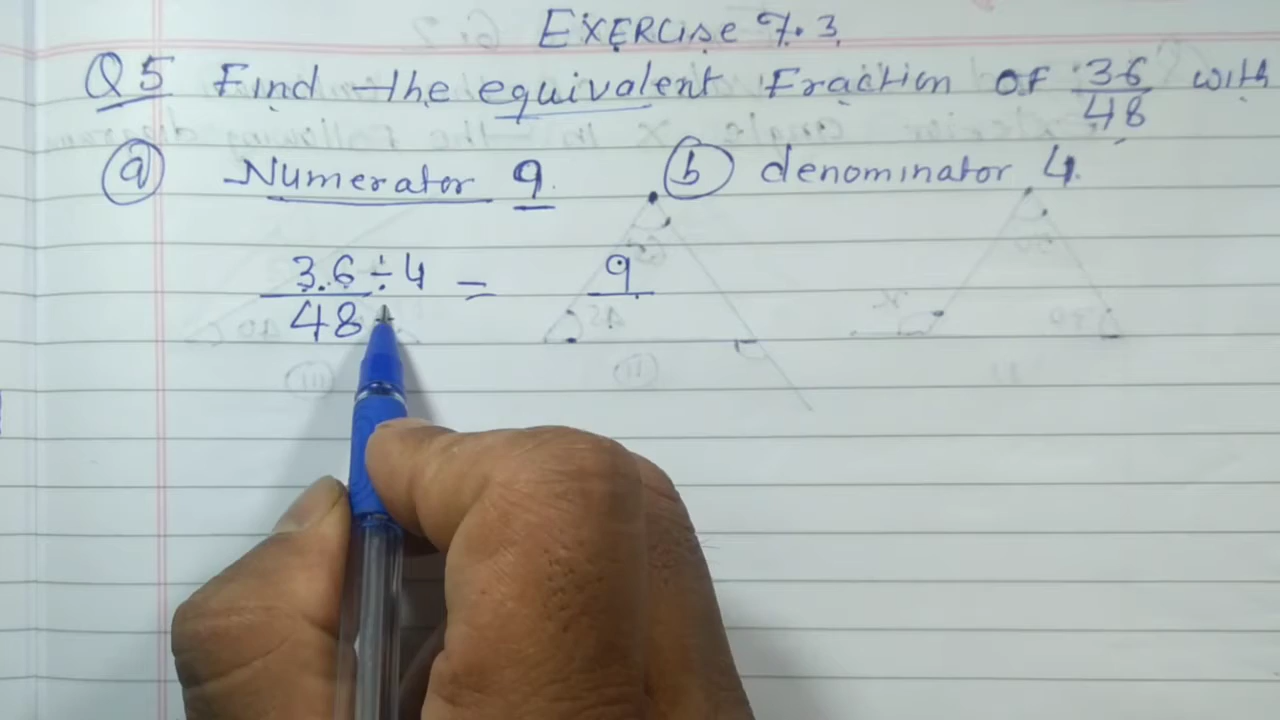 EXERCISE 7.3
Q5 Find the equivalent Fraction OF 36/48 with
(a) Numerator 9. (b) denominator 4.
36÷4/48 = 9/